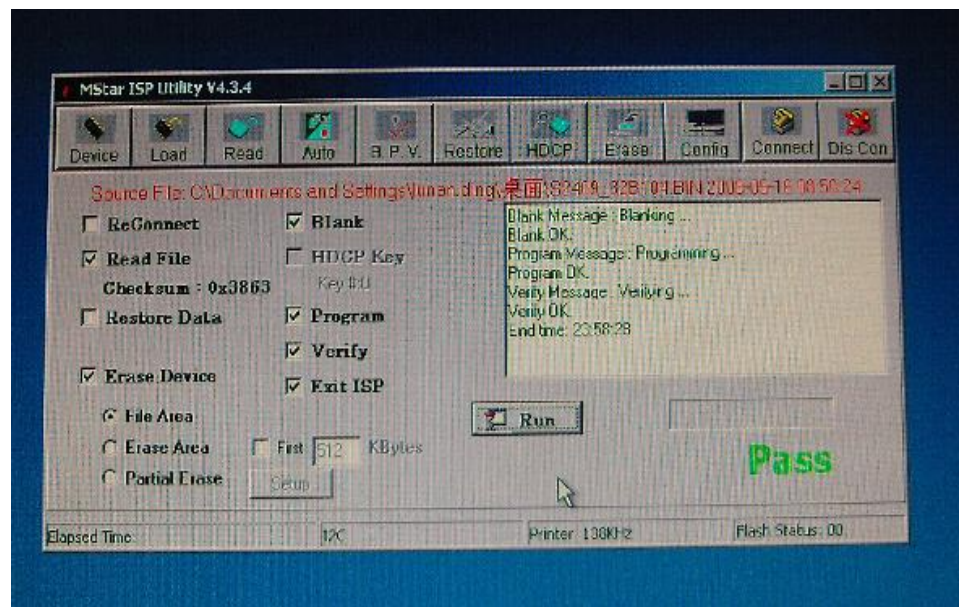 MStar ISP Utility V4.3.4
Device Load Read Auto B.P.V. Restore HDCP Erase Config Connect Dis Con
Source File: C:\Documents and Settings\ 桌面
ReConnect
Blank
Read File
HDCP Key
Checksum : 0x3863
Key #:0
Restore Data
Program
Verify
Erase Device
Exit ISP
File Area
Erase Area
First 512 KBytes
Partial Erase
Setup
Blank Message : Blanking ...
Blank OK.
Program Message : Programming ...
Program OK.
Verify Message : Verifying ...
Verify OK.
End time: 23:58:28
Run
Pass
Elapsed Time:
I2C
Printer
Flash Status: 00